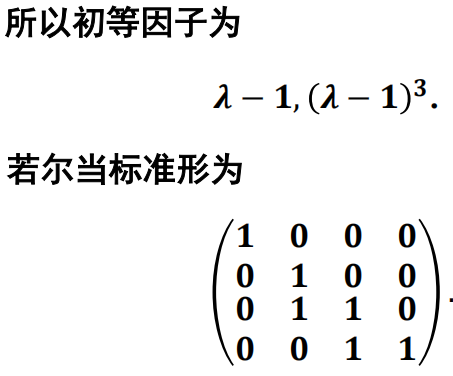 所以初等因子为
λ − 1, (λ − 1)³.
若尔当标准形为
1 0 0 0
0 1 0 0
0 1 1 0
0 0 1 1
.